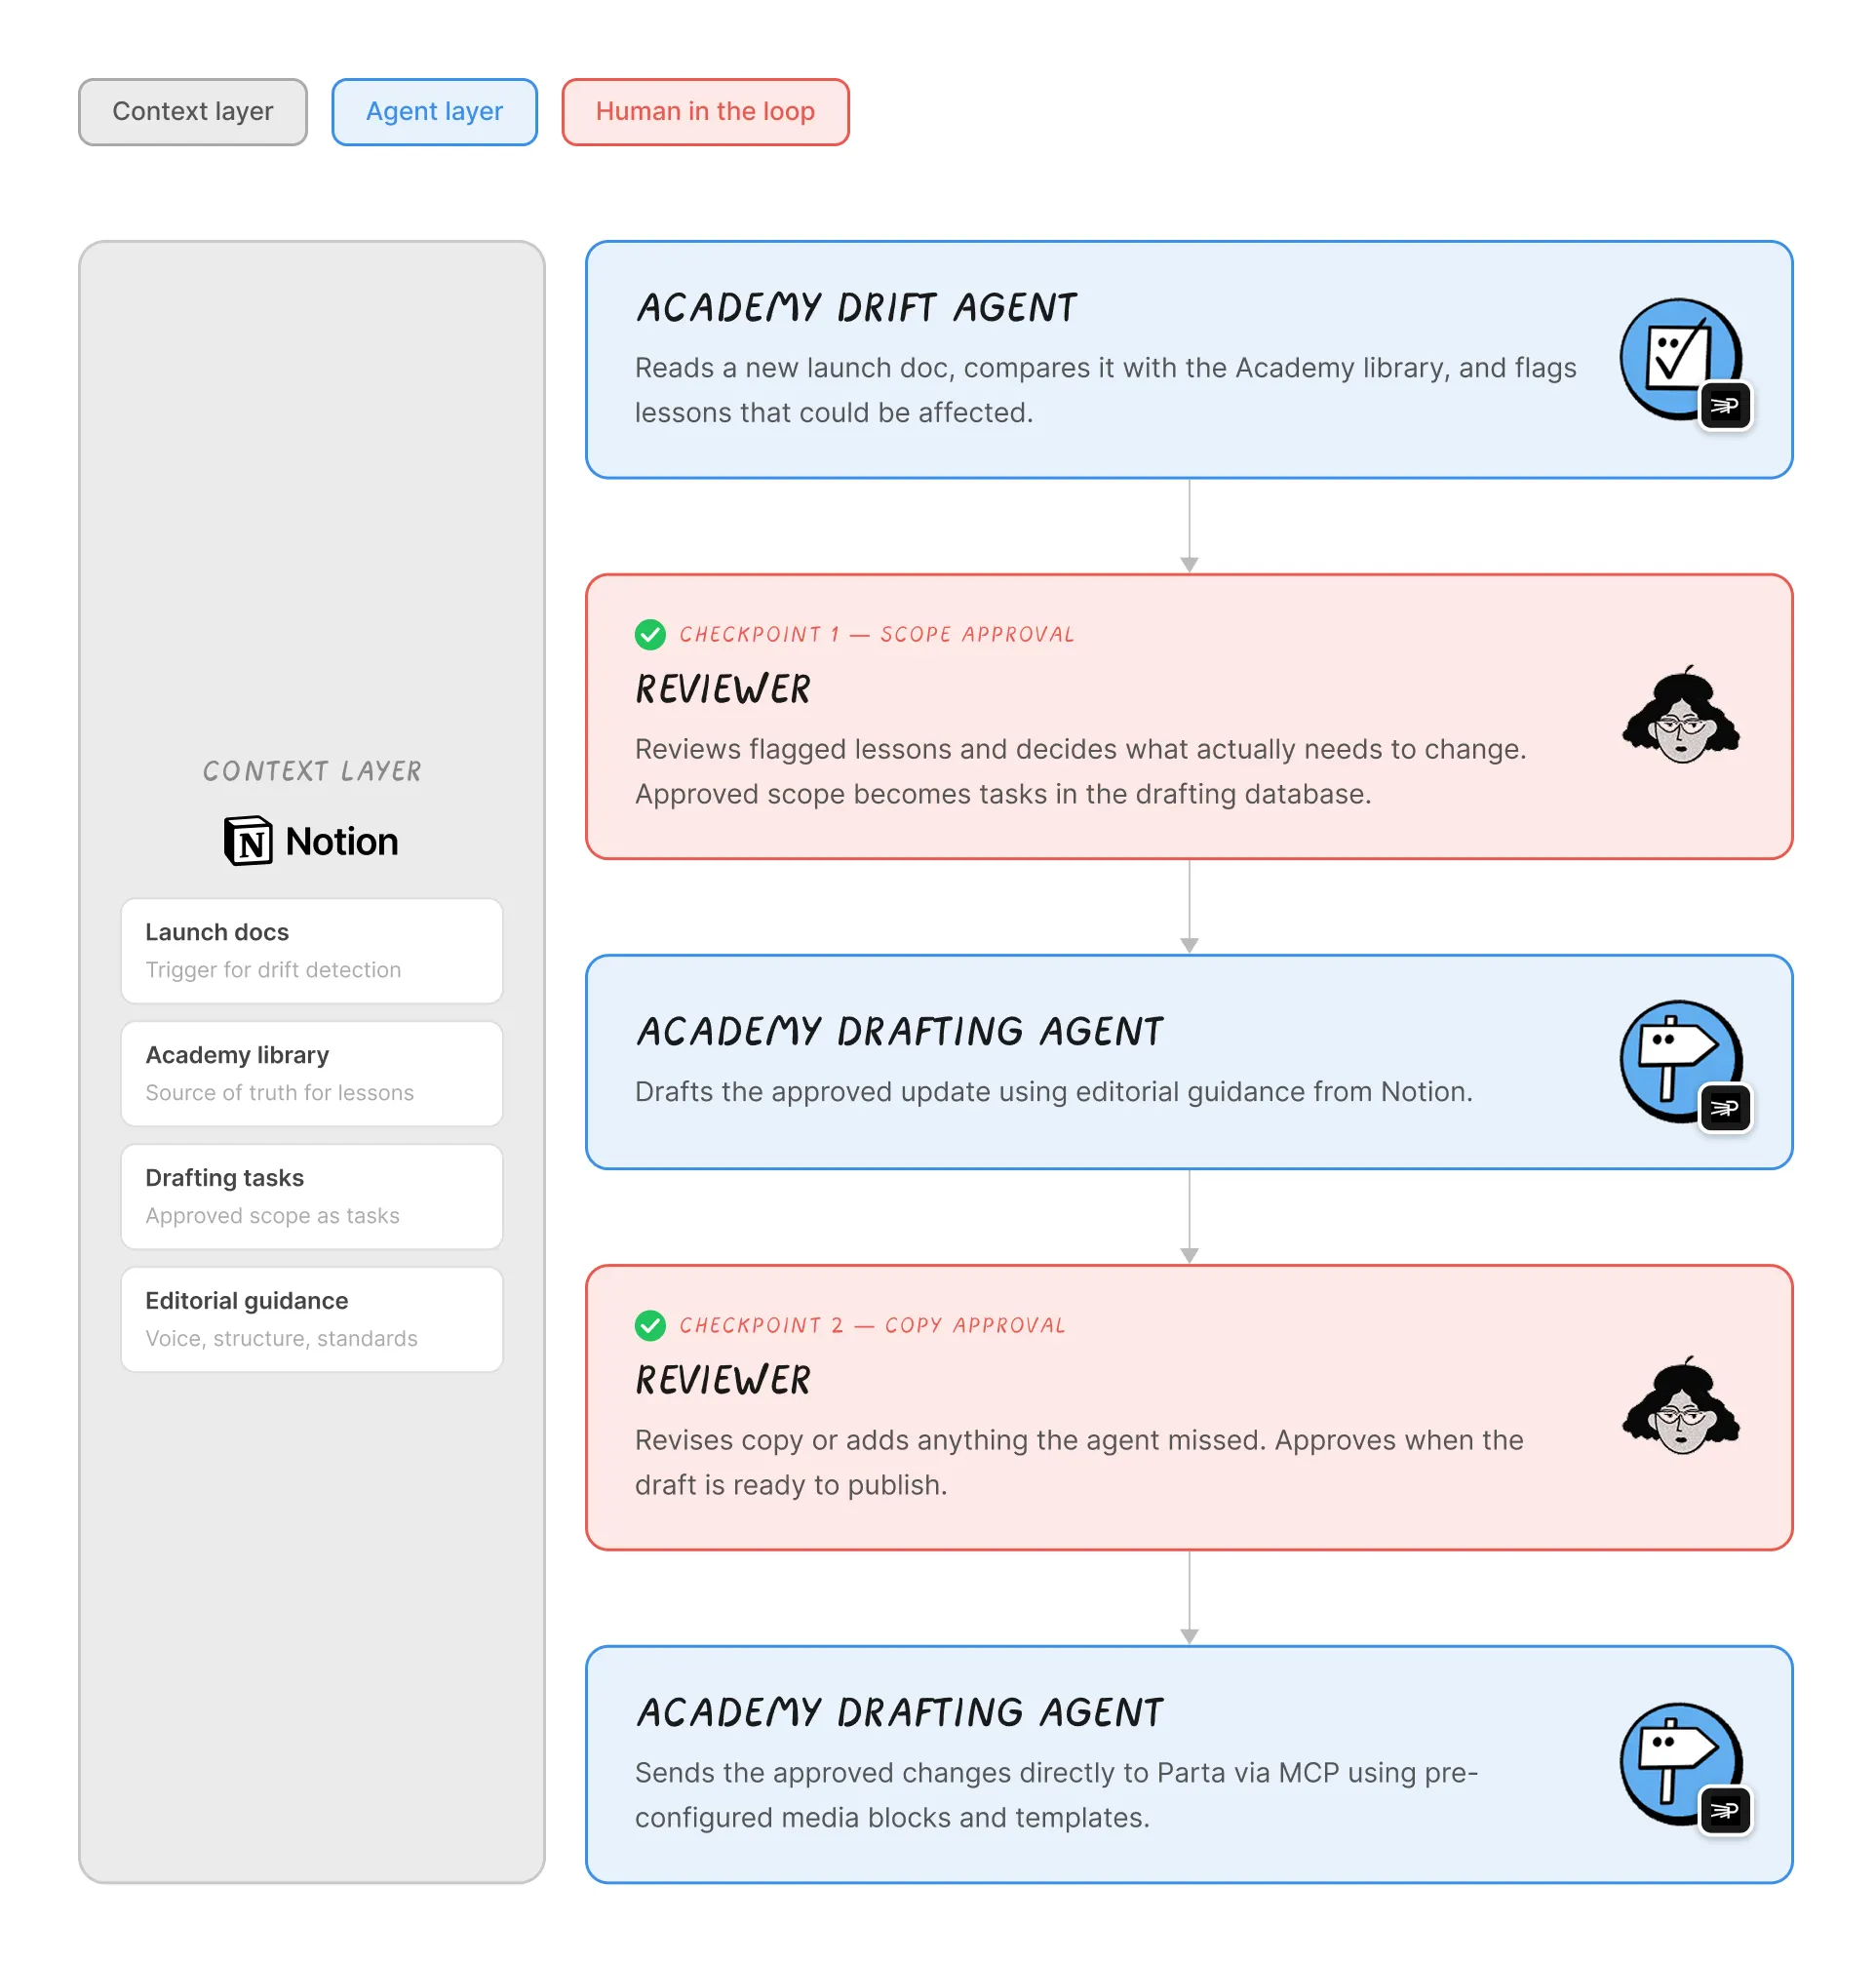 Context layer
Agent layer
Human in the loop
CONTEXT LAYER
Notion
Launch docs
Trigger for drift detection
Academy library
Source of truth for lessons
Drafting tasks
Approved scope as tasks
Editorial guidance
Voice, structure, standards
ACADEMY DRIFT AGENT
Reads a new launch doc, compares it with the Academy library, and flags
lessons that could be affected.
CHECKPOINT 1 — SCOPE APPROVAL
REVIEWER
Reviews flagged lessons and decides what actually needs to change.
Approved scope becomes tasks in the drafting database.
ACADEMY DRAFTING AGENT
Drafts the approved update using editorial guidance from Notion.
CHECKPOINT 2 — COPY APPROVAL
REVIEWER
Revises copy or adds anything the agent missed. Approves when the
draft is ready to publish.
ACADEMY DRAFTING AGENT
Sends the approved changes directly to Parta via MCP using pre-
configured media blocks and templates.